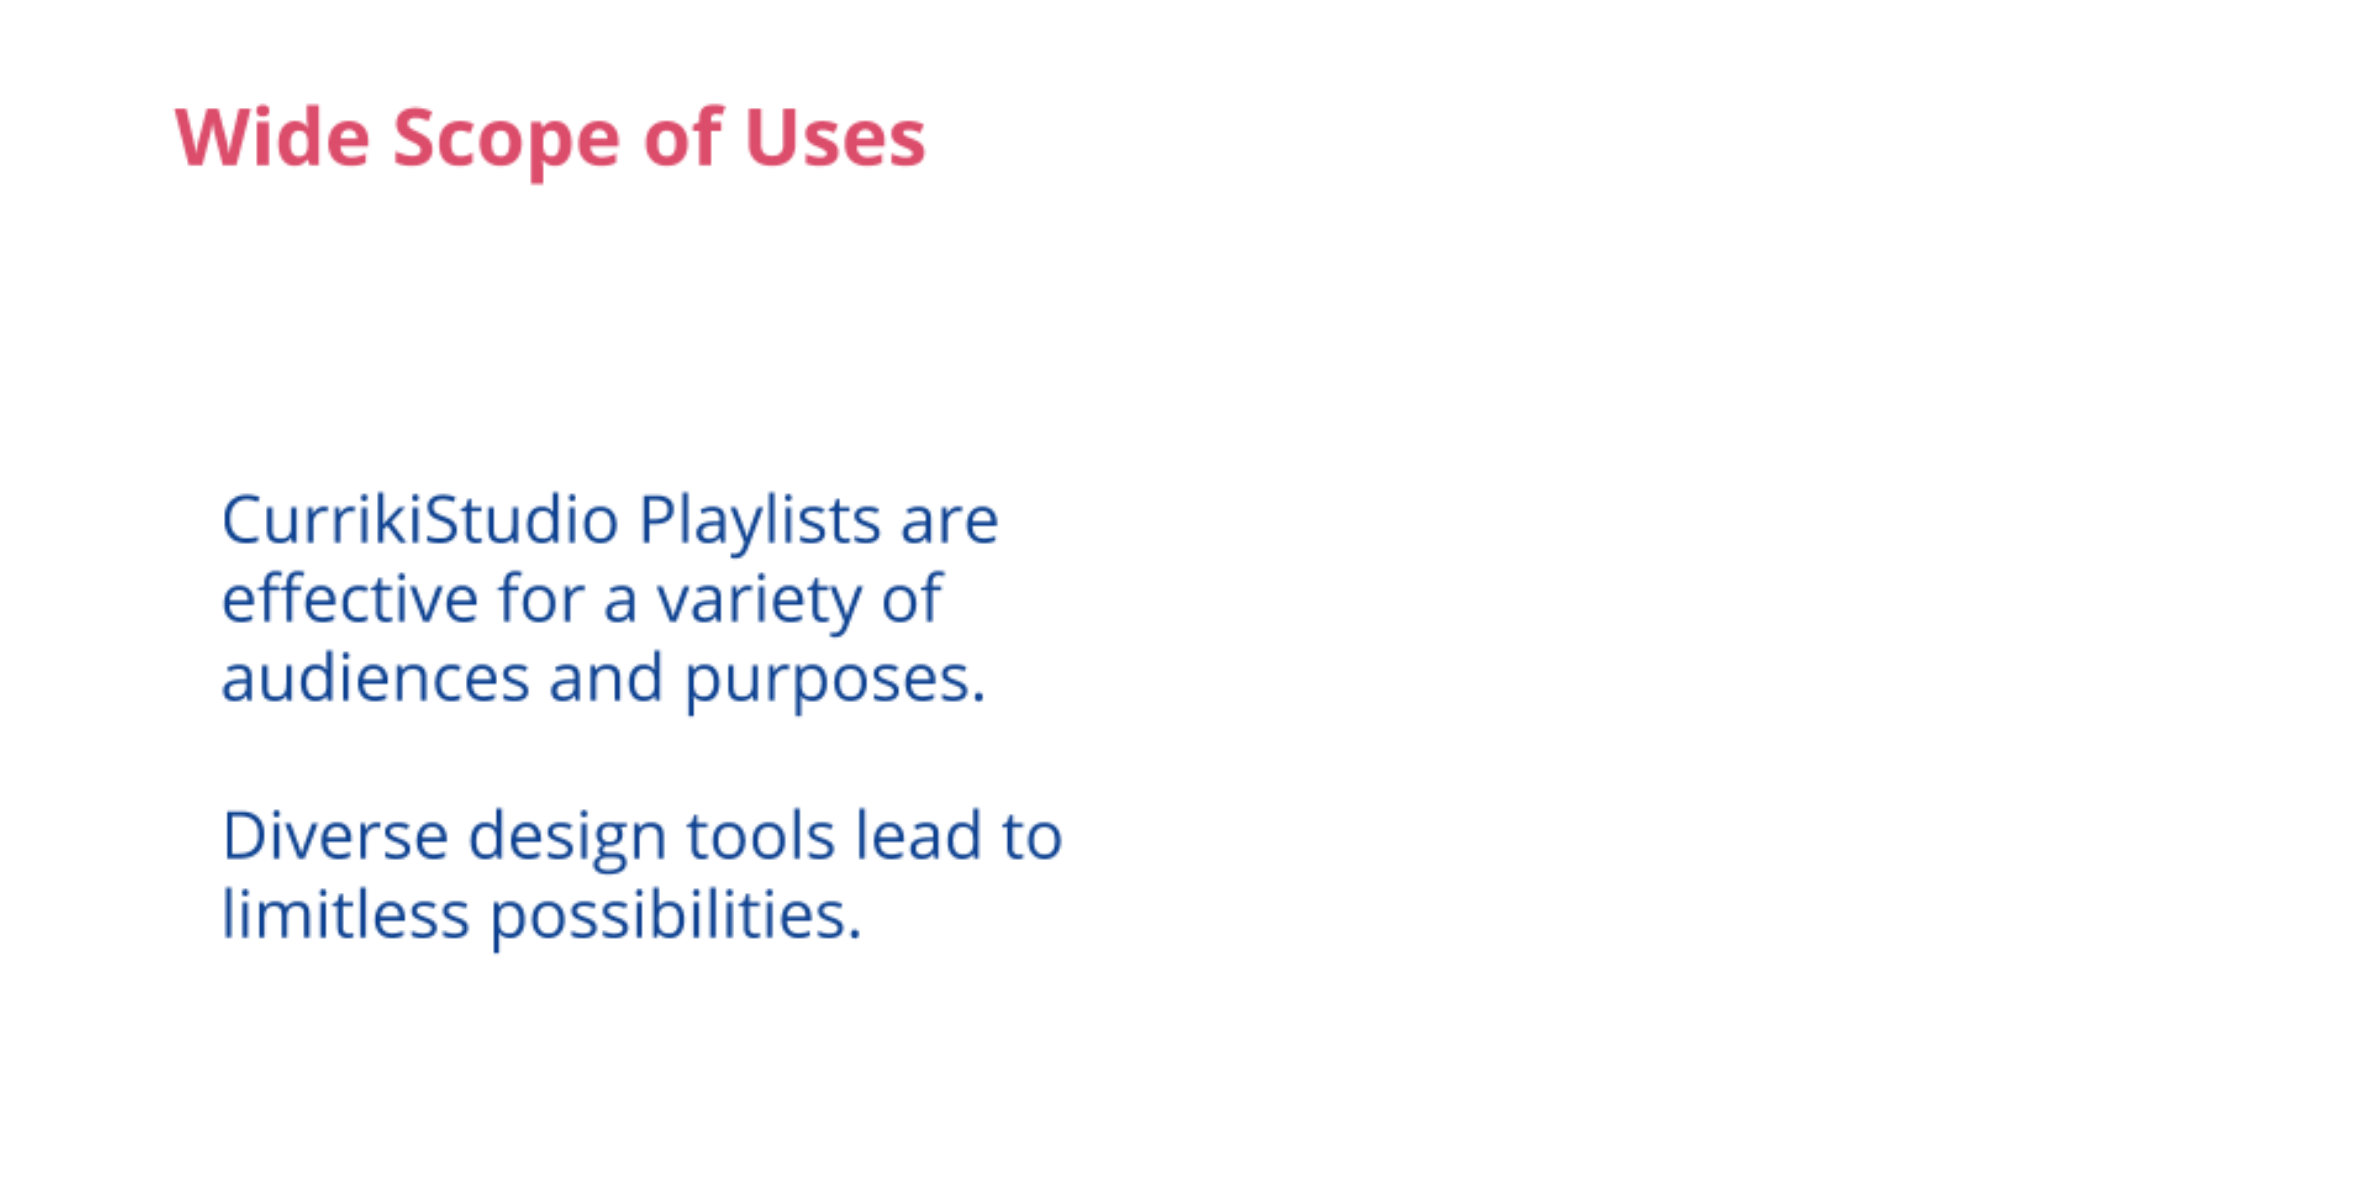 Wide Scope of Uses
CurrikiStudio Playlists are
effective for a variety of
audiences and purposes.
Diverse design tools lead to
limitless possibilities.